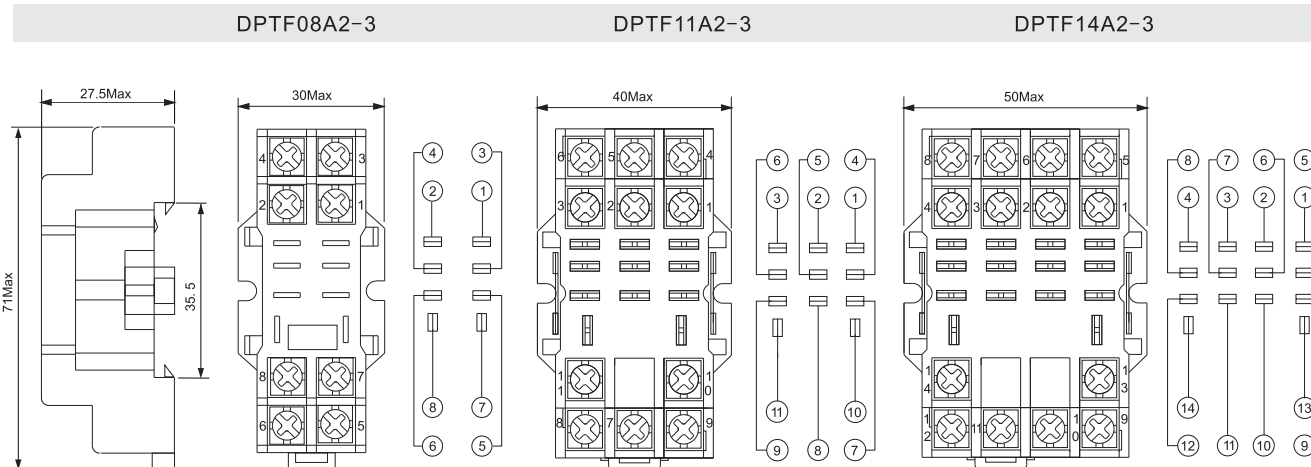 DPTF08A2-3 DPTF11A2-3 DPTF14A2-3
27.5Max
71Max
35.5
30Max
4 3
2 1
8 7
6 5
4 3
2 1
8 7
6 5
40Max
6 5 4
3 2 1
11 10
8 7 9
6 5 4
3 2 1
11 10
9 8 7
50Max
8 7 6 5
4 3 2 1
14 13
12 11 10 9
8 7 6 5
4 3 2 1
14 13
12 11 10 9